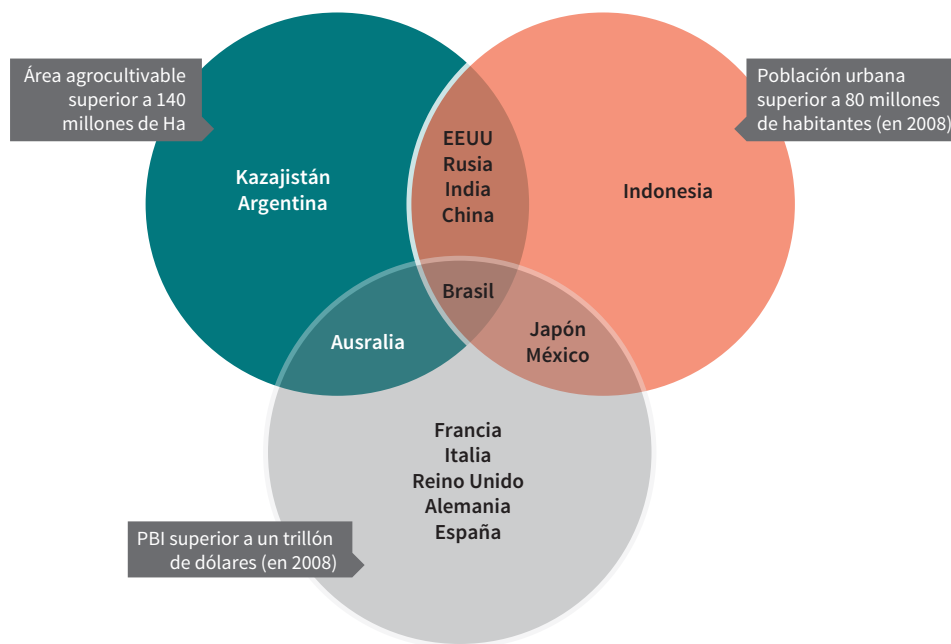 Área agrocultivable
superior a 140
millones de Ha
Población urbana
superior a 80 millones
de habitantes (en 2008)
EEUU
Rusia
India
China
Kazajistán
Argentina
Indonesia
Brasil
Ausralia
Japón
México
Francia
Italia
Reino Unido
Alemania
España
PBI superior a un trillón
de dólares (en 2008)